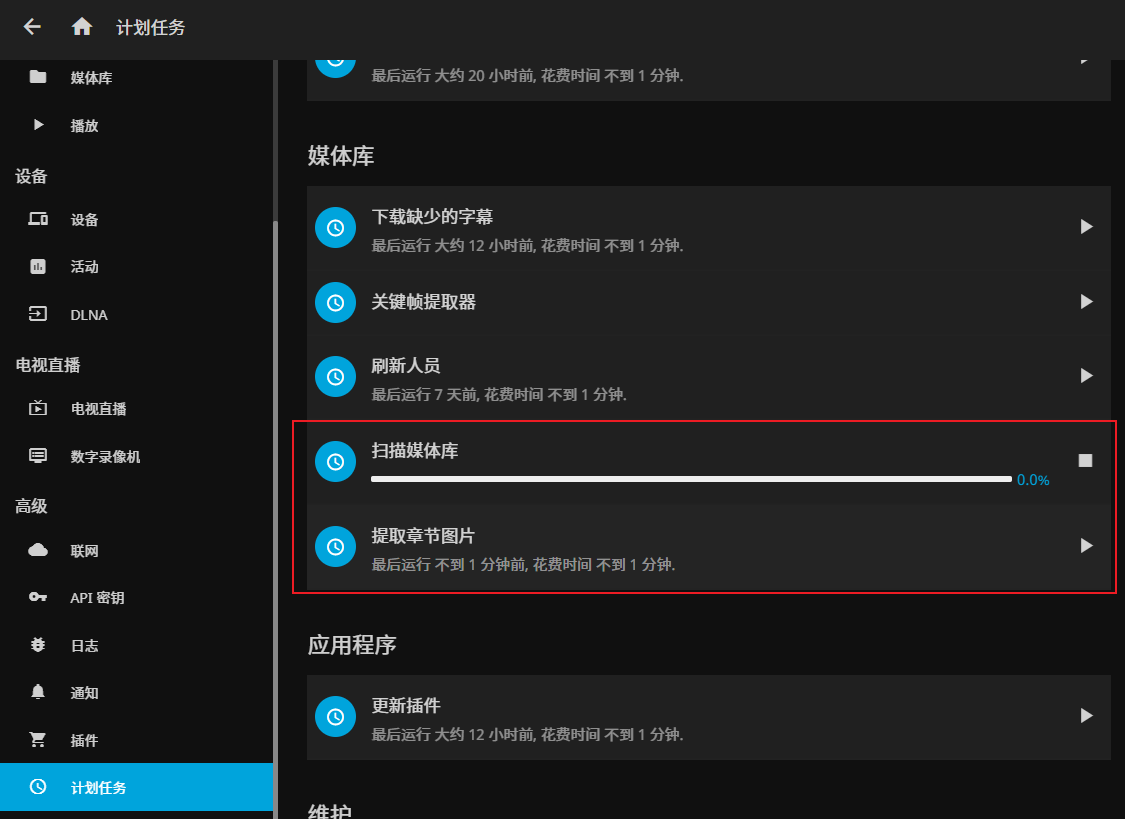 计划任务
媒体库
播放
设备
设备
活动
DLNA
电视直播
电视直播
数字录像机
高级
联网
API 密钥
日志
通知
插件
计划任务
最后运行 大约 20 小时前, 花费时间 不到 1 分钟.
媒体库
下载缺少的字幕
最后运行 大约 12 小时前, 花费时间 不到 1 分钟.
关键帧提取器
刷新人员
最后运行 7 天前, 花费时间 不到 1 分钟.
扫描媒体库
0.0%
提取章节图片
最后运行 不到 1 分钟前, 花费时间 不到 1 分钟.
应用程序
更新插件
最后运行 大约 12 小时前, 花费时间 不到 1 分钟.
维护